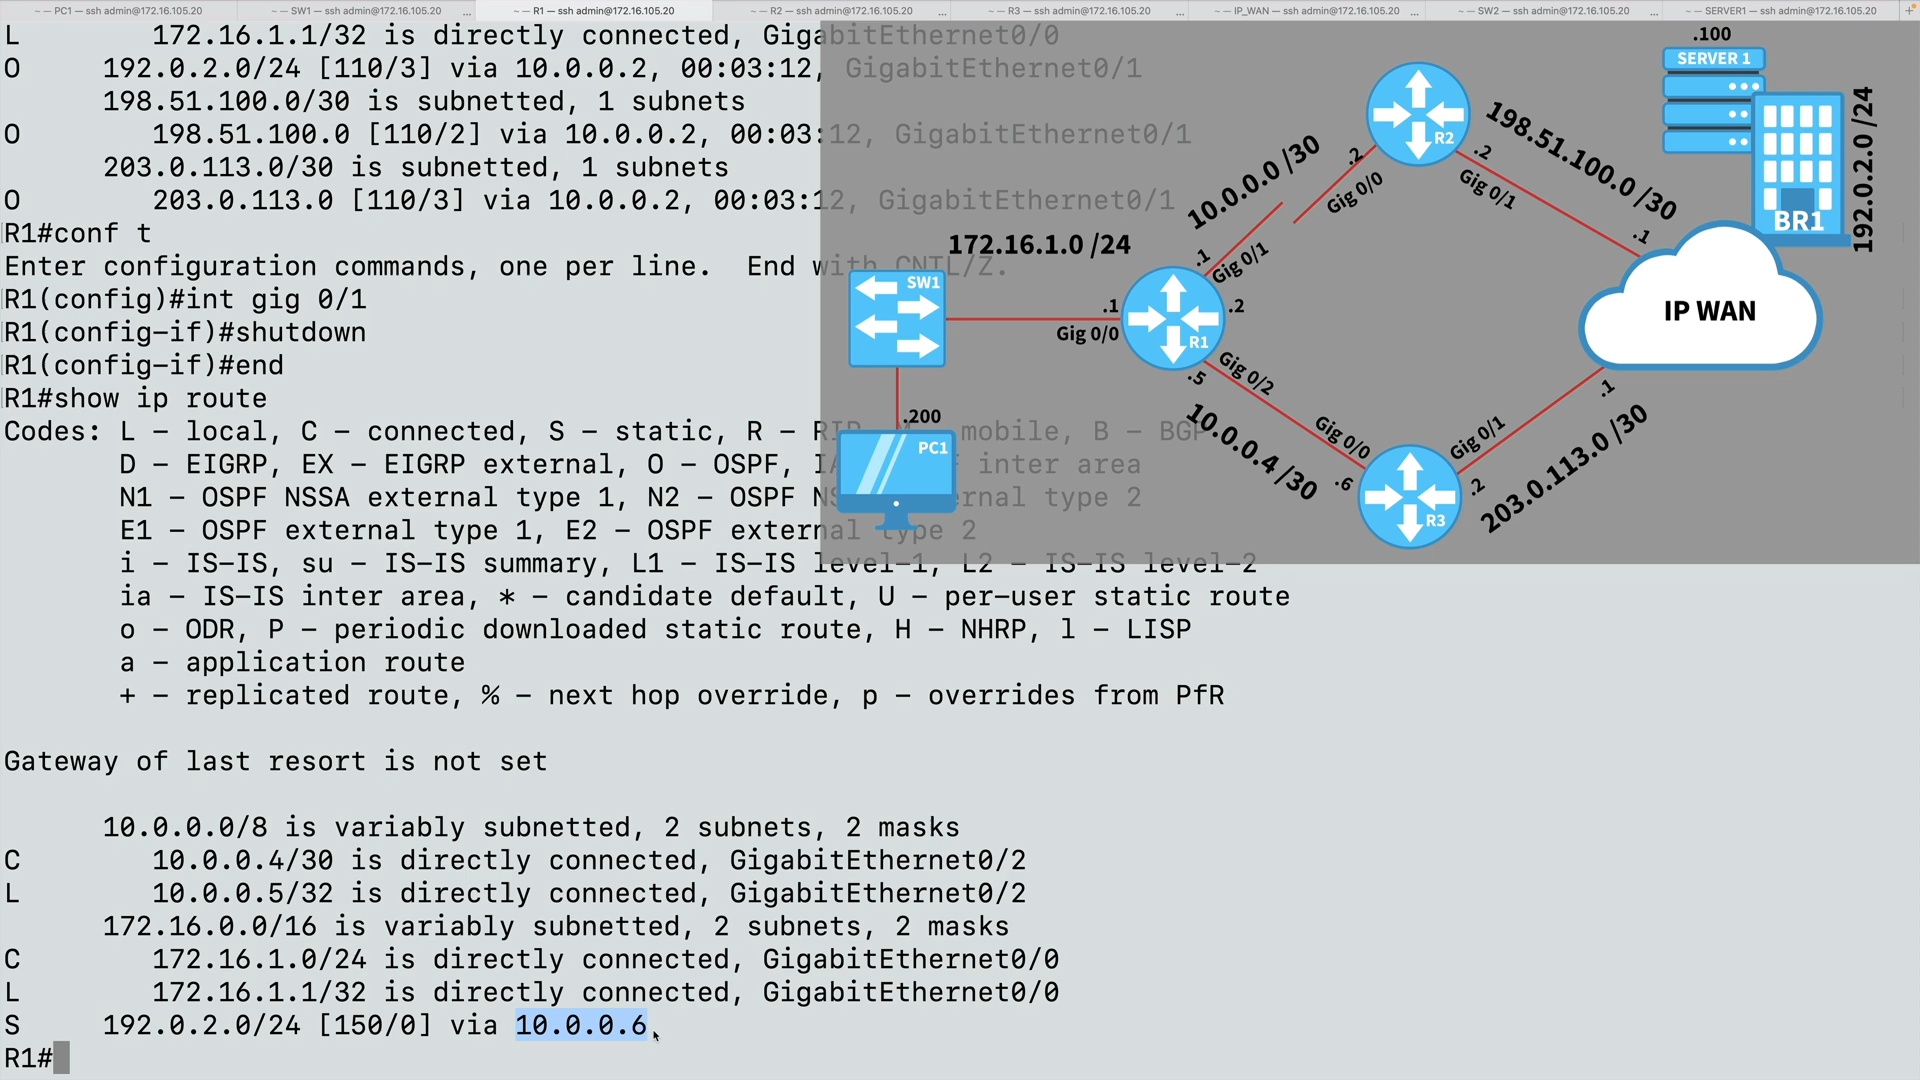 ~ — PC1 — ssh admin@172.16.105.20
~ — SW1 — ssh admin@172.16.105.20 ...
~ — R1 — ssh admin@172.16.105.20
~ — R2 — ssh admin@172.16.105.20 ...
~ — R3 — ssh admin@172.16.105.20 ...
~ — IP_WAN — ssh admin@172.16.105.20 ...
~ — SW2 — ssh admin@172.16.105.20 ...
~ — SERVER1 — ssh admin@172.16.105.20
+
L        172.16.1.1/32 is directly connected, GigabitEthernet0/0
O     192.0.2.0/24 [110/3] via 10.0.0.2, 00:03:12, GigabitEthernet0/1
      198.51.100.0/30 is subnetted, 1 subnets
O        198.51.100.0 [110/2] via 10.0.0.2, 00:03:12, GigabitEthernet0/1
      203.0.113.0/30 is subnetted, 1 subnets
O        203.0.113.0 [110/3] via 10.0.0.2, 00:03:12, GigabitEthernet0/1
R1#conf t
Enter configuration commands, one per line.  End with CNTL/Z.
R1(config)#int gig 0/1
R1(config-if)#shutdown
R1(config-if)#end
R1#show ip route
Codes: L - local, C - connected, S - static, R - RIP, M - mobile, B - BGP
       D - EIGRP, EX - EIGRP external, O - OSPF, inter area
       N1 - OSPF NSSA external type 1, N2 - OSPF NSSA external type 2
       E1 - OSPF external type 1, E2 - OSPF external type 2
       i - IS-IS, su - IS-IS summary, L1 - IS-IS level-1, L2 - IS-IS level-2
       ia - IS-IS inter area, * - candidate default, U - per-user static route
       o - ODR, P - periodic downloaded static route, H - NHRP, l - LISP
       a - application route
       + - replicated route, % - next hop override, p - overrides from PfR
Gateway of last resort is not set
      10.0.0.0/8 is variably subnetted, 2 subnets, 2 masks
C        10.0.0.4/30 is directly connected, GigabitEthernet0/2
L        10.0.0.5/32 is directly connected, GigabitEthernet0/2
      172.16.0.0/16 is variably subnetted, 2 subnets, 2 masks
C        172.16.1.0/24 is directly connected, GigabitEthernet0/0
L        172.16.1.1/32 is directly connected, GigabitEthernet0/0
S     192.0.2.0/24 [150/0] via 10.0.0.6
R1#
.100
SERVER 1
BR1
192.0.2.0 /24
R2
.2
Gig 0/0
10.0.0.0 /30
.2
Gig 0/1
198.51.100.0 /30
.1
IP WAN
172.16.1.0 /24
SW1
.1
Gig 0/0
.1
Gig 0/1
.2
R1
.5
Gig 0/2
10.0.0.4 /30
Gig 0/0
.6
R3
Gig 0/1
.2
203.0.113.0 /30
.1
.200
PC1